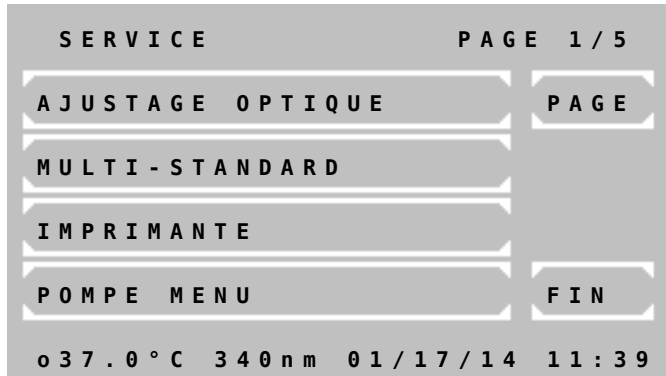 SERVICE PAGE 1/5
AJUSTAGE OPTIQUE PAGE
MULTI-STANDARD
IMPRIMANTE
POMPE MENU FIN
o37.0°C 340nm 01/17/14 11:39